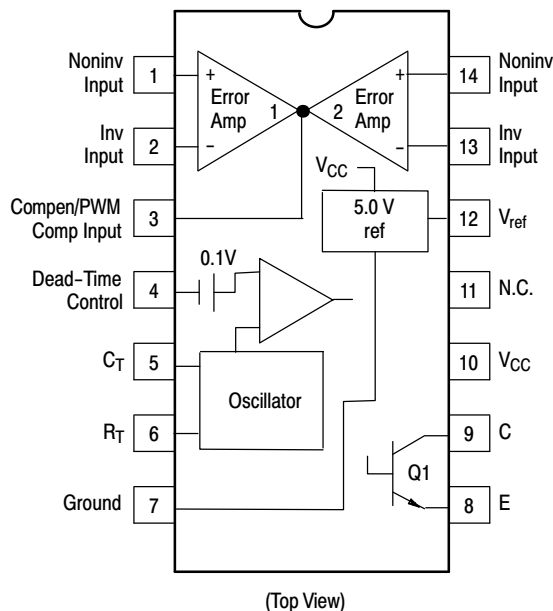 Noninv
Input
1
+
Error
Amp
1
2
+
Error
Amp
14
Noninv
Input
Inv
Input
2
−
−
13
Inv
Input
Compen/PWM
Comp Input
3
VCC
5.0 V
ref
12
Vref
Dead−Time
Control
4
0.1V
11
N.C.
CT
5
Oscillator
10
VCC
RT
6
9
C
Q1
Ground
7
8
E
(Top View)